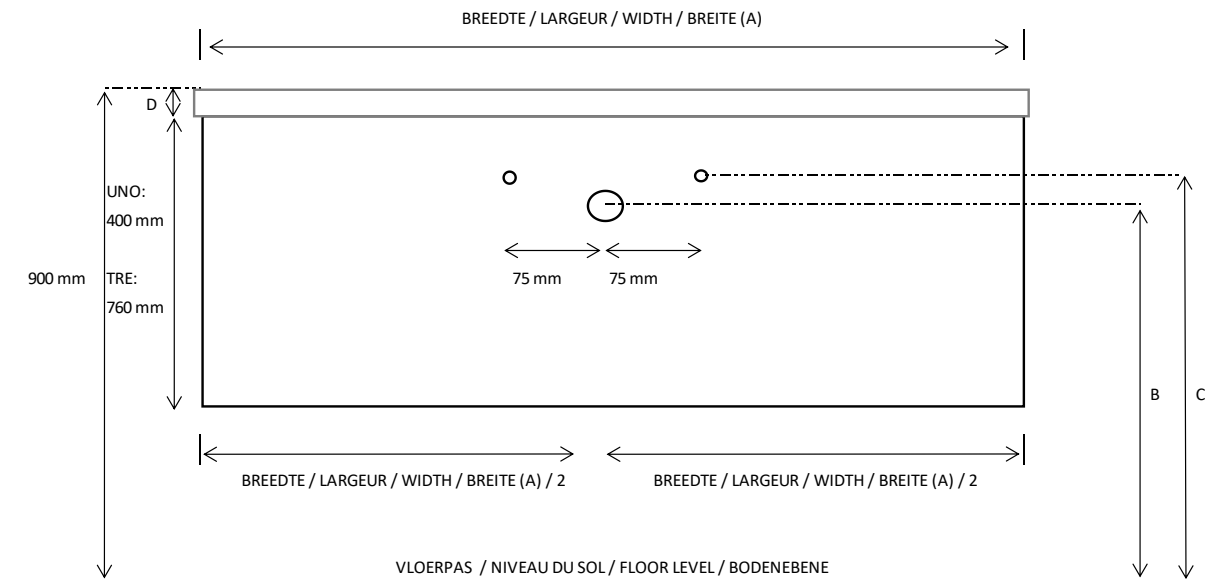 BREEDTE / LARGEUR / WIDTH / BREITE (A)
D
UNO:
400 mm
900 mm
TRE:
760 mm
75 mm
75 mm
B
C
BREEDTE / LARGEUR / WIDTH / BREITE (A) / 2
BREEDTE / LARGEUR / WIDTH / BREITE (A) / 2
VLOERPAS / NIVEAU DU SOL / FLOOR LEVEL / BODENEBENE